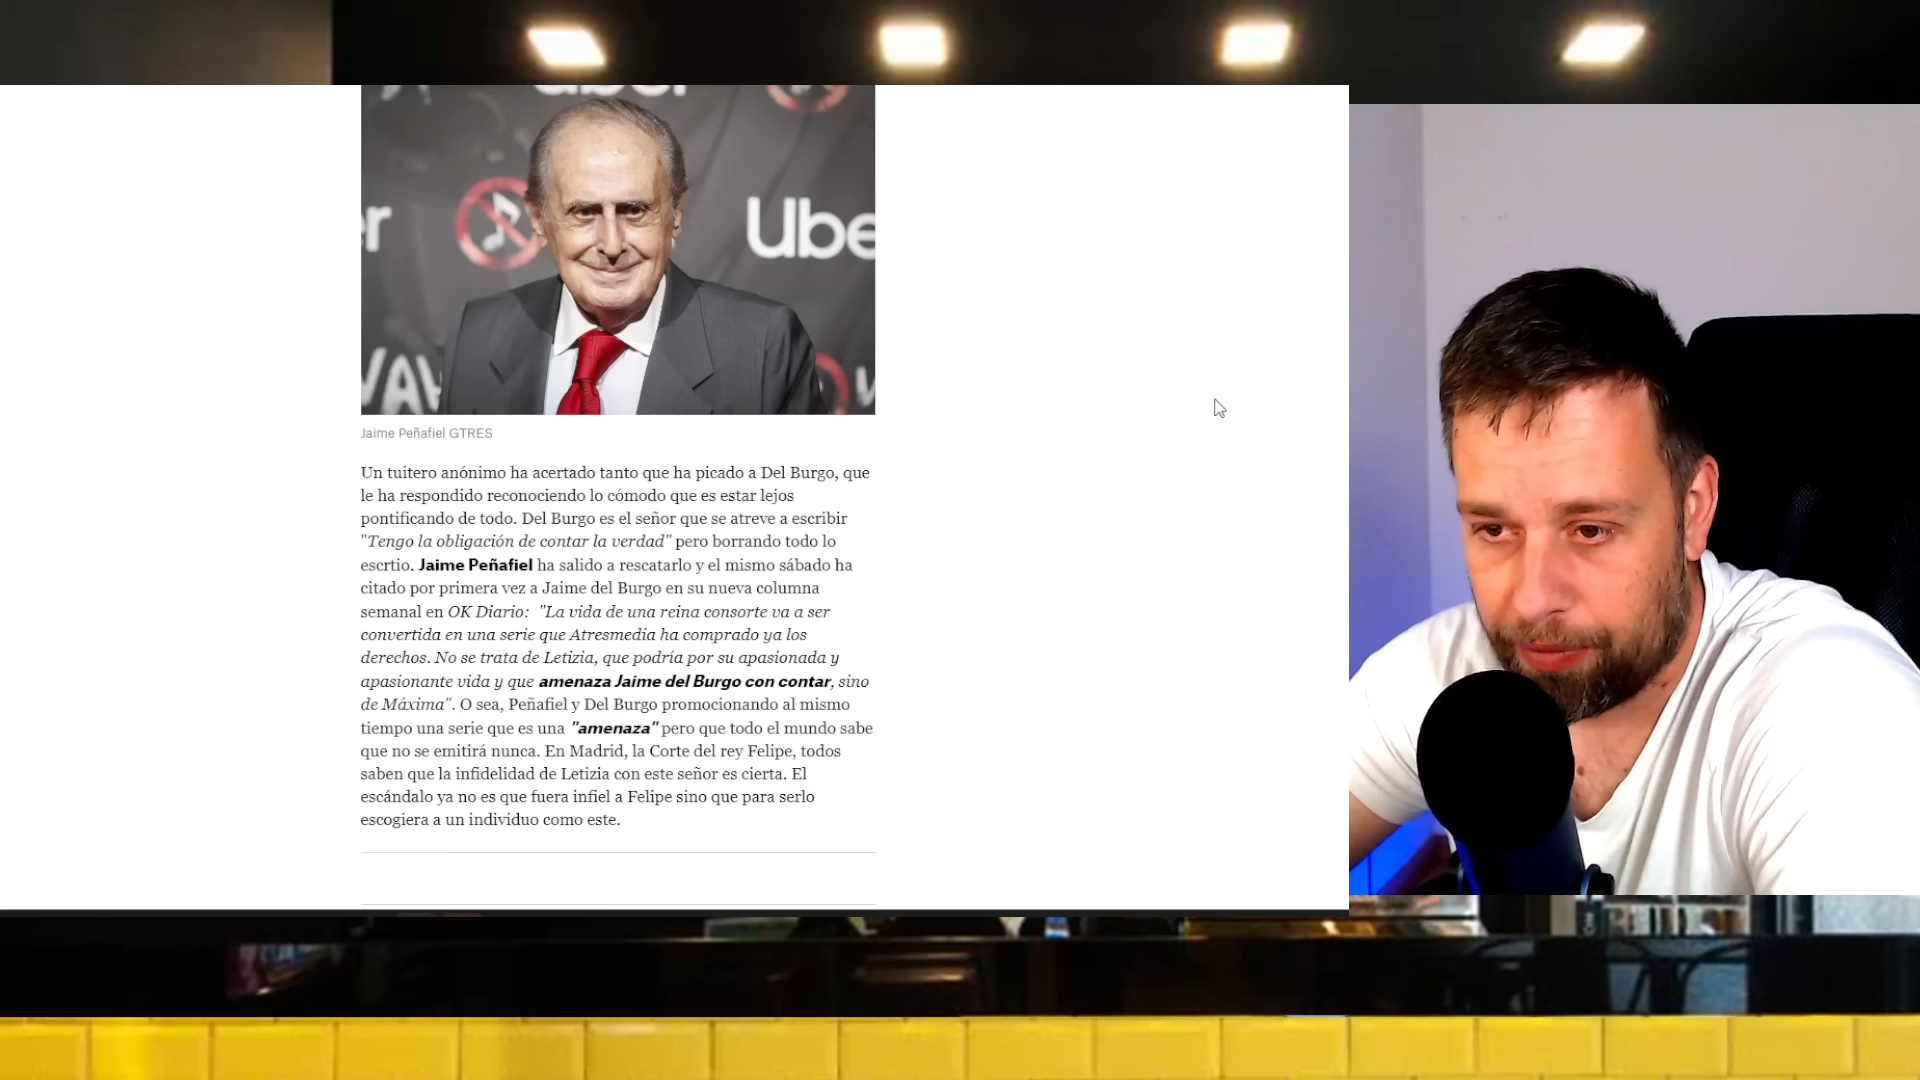 uber
er
Ube
WAV
Jaime Peñafiel GTRES
Un tuitero anónimo ha acertado tanto que ha picado a Del Burgo, que
le ha respondido reconociendo lo cómodo que es estar lejos
pontificando de todo. Del Burgo es el señor que se atreve a escribir
"Tengo la obligación de contar la verdad" pero borrando todo lo
escrtio. Jaime Peñafiel ha salido a rescatarlo y el mismo sábado ha
citado por primera vez a Jaime del Burgo en su nueva columna
semanal en OK Diario: "La vida de una reina consorte va a ser
convertida en una serie que Atresmedia ha comprado ya los
derechos. No se trata de Letizia, que podría por su apasionada y
apasionante vida y que amenaza Jaime del Burgo con contar, sino
de Máxima". O sea, Peñafiel y Del Burgo promocionando al mismo
tiempo una serie que es una "amenaza" pero que todo el mundo sabe
que no se emitirá nunca. En Madrid, la Corte del rey Felipe, todos
saben que la infidelidad de Letizia con este señor es cierta. El
escándalo ya no es que fuera infiel a Felipe sino que para serlo
escogiera a un individuo como este.